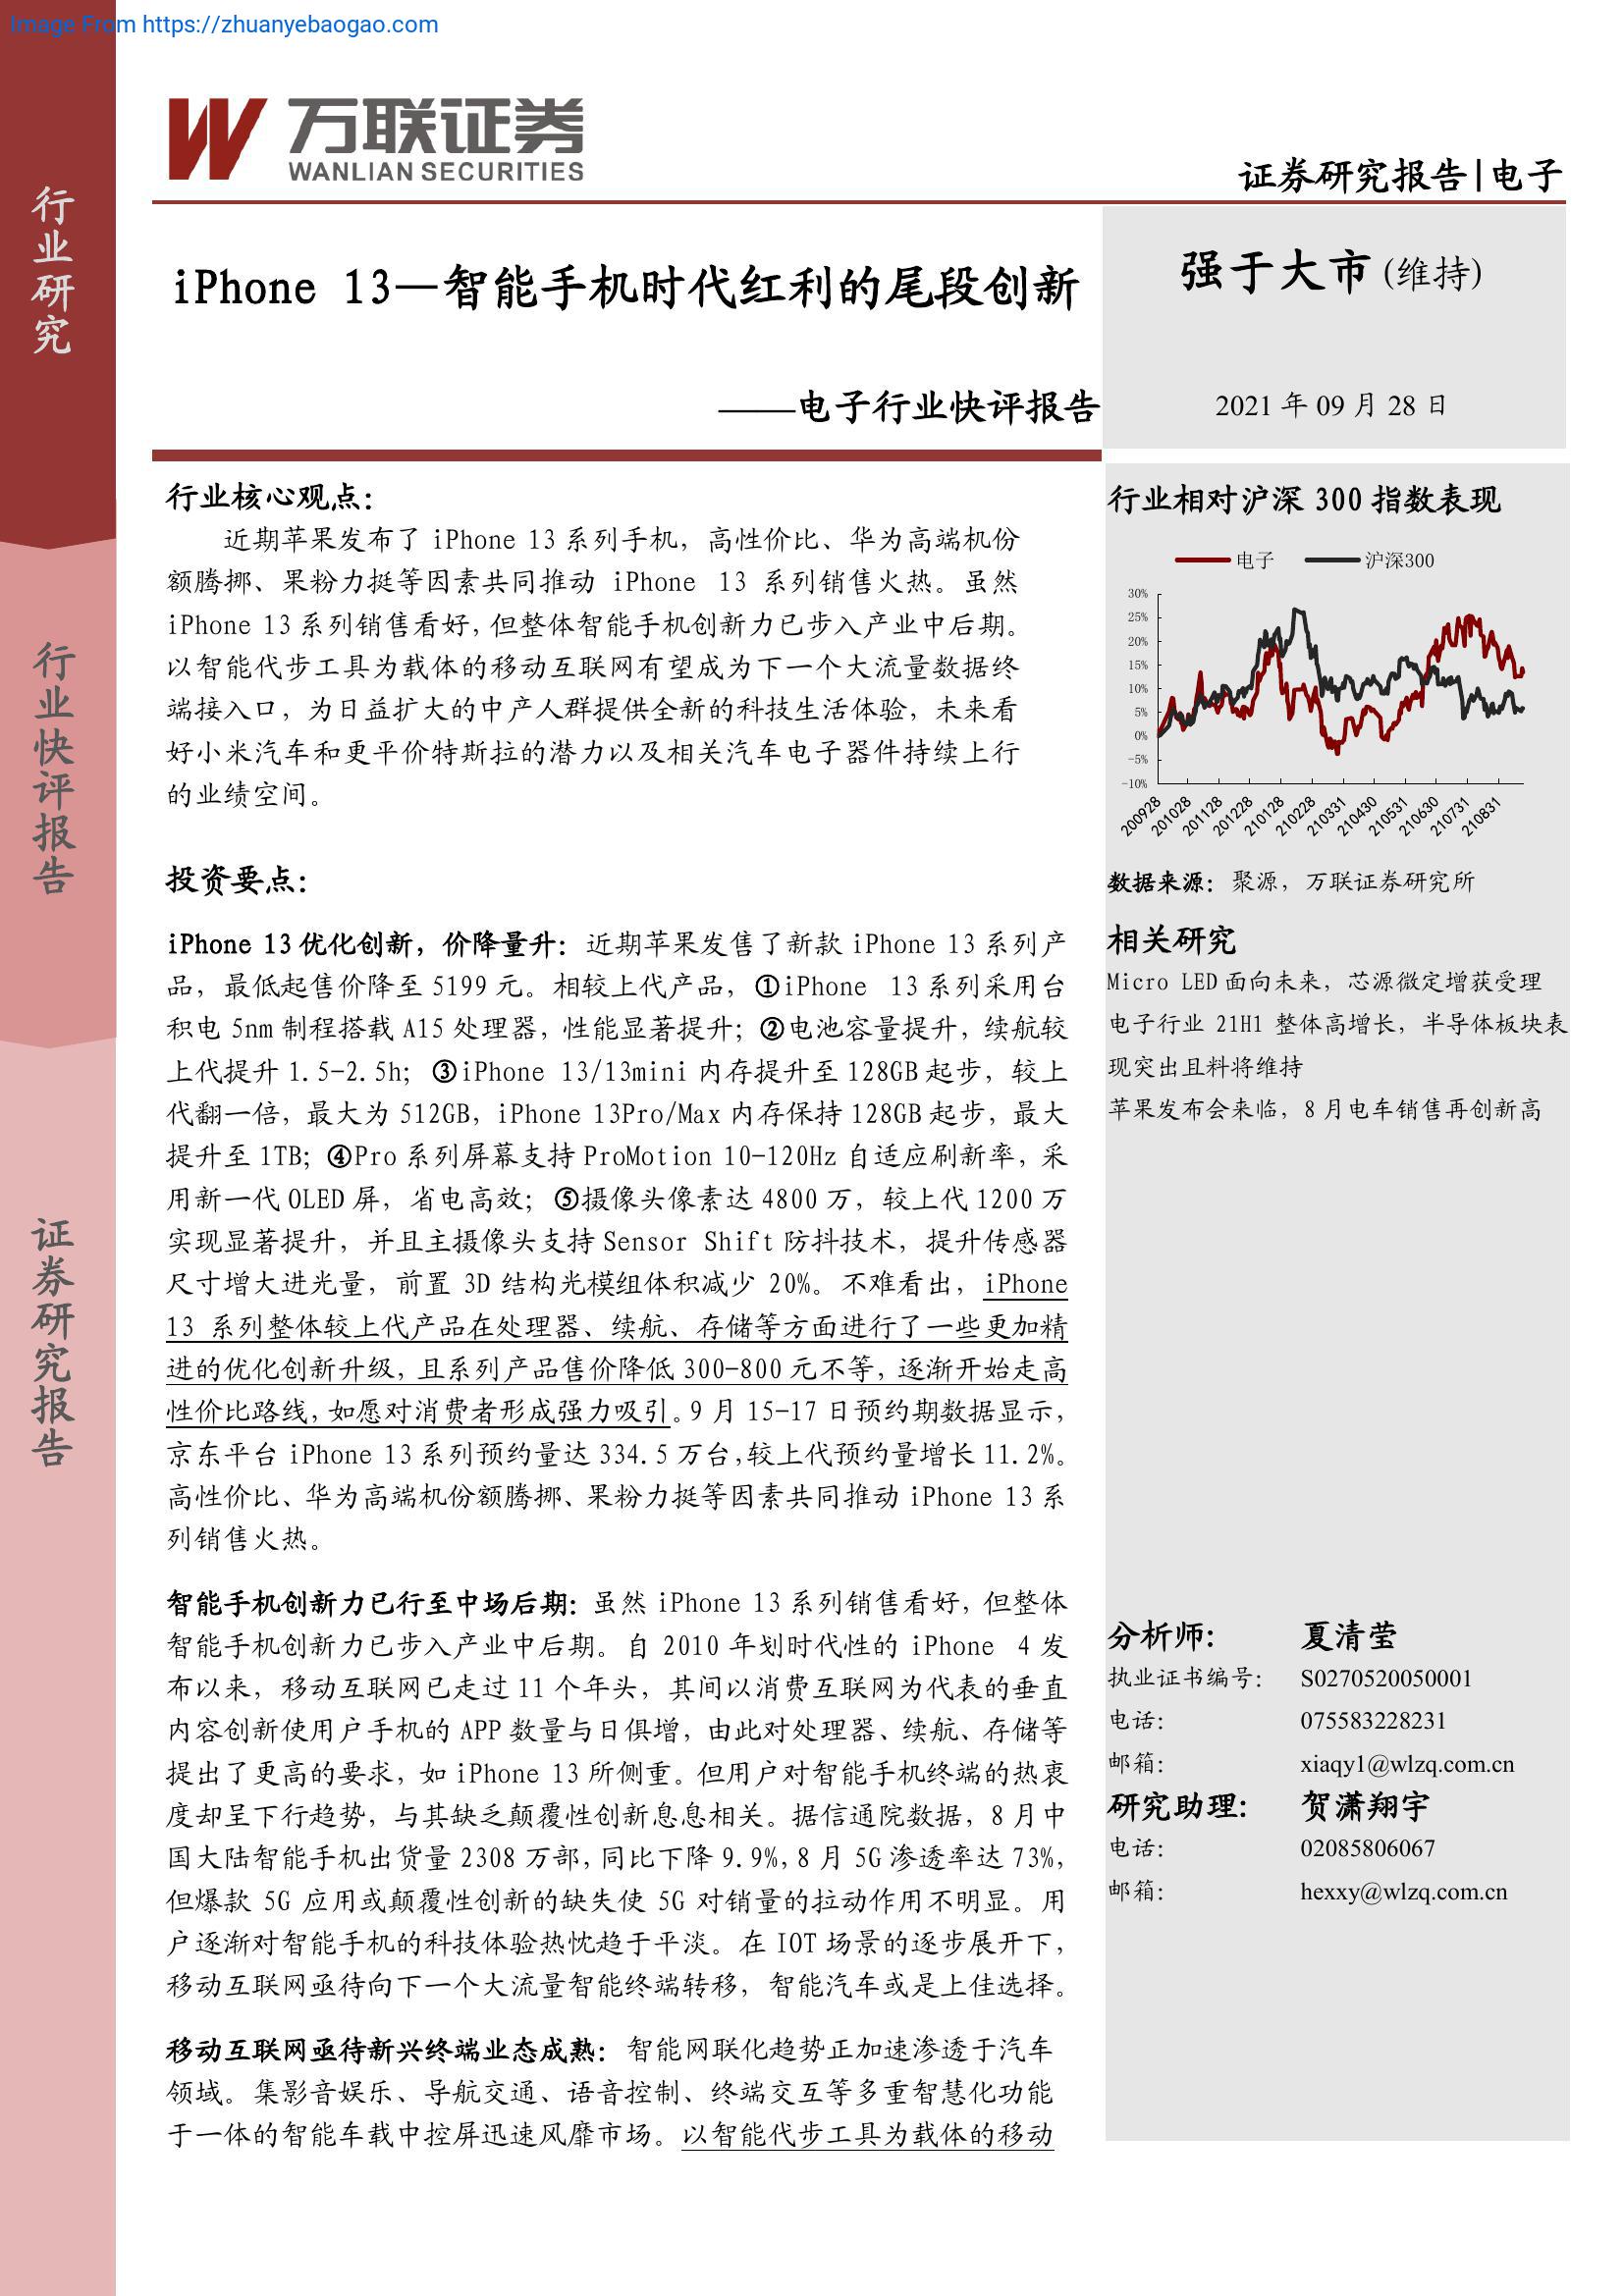 Image From https://zhuanyebaogao.com
万联证券
WANLIAN SECURITIES
证券研究报告|电子
行业研究
行业快评报告
证券研究报告
iPhone 13—智能手机时代红利的尾段创新
——电子行业快评报告
强于大市(维持)
2021 年 09 月 28 日
行业核心观点：
近期苹果发布了 iPhone 13 系列手机，高性价比、华为高端机份
额腾挪、果粉力挺等因素共同推动 iPhone 13 系列销售火热。虽然
iPhone 13 系列销售看好，但整体智能手机创新力已步入产业中后期。
以智能代步工具为载体的移动互联网有望成为下一个大流量数据终
端接入口，为日益扩大的中产人群提供全新的科技生活体验，未来看
好小米汽车和更平价特斯拉的潜力以及相关汽车电子器件持续上行
的业绩空间。
投资要点：
iPhone 13 优化创新，价降量升：近期苹果发售了新款 iPhone 13 系列产
品，最低起售价降至 5199 元。相较上代产品，①iPhone 13 系列采用台
积电 5nm 制程搭载 A15 处理器，性能显著提升；②电池容量提升，续航较
上代提升 1.5-2.5h；③iPhone 13/13mini 内存提升至 128GB 起步，较上
代翻一倍，最大为 512GB，iPhone 13Pro/Max 内存保持 128GB 起步，最大
提升至 1TB；④Pro 系列屏幕支持 ProMotion 10-120Hz 自适应刷新率，采
用新一代 OLED 屏，省电高效；⑤摄像头像素达 4800 万，较上代 1200 万
实现显著提升，并且主摄像头支持 Sensor Shift 防抖技术，提升传感器
尺寸增大进光量，前置 3D 结构光模组体积减少 20%。不难看出，iPhone
13 系列整体较上代产品在处理器、续航、存储等方面进行了一些更加精
进的优化创新升级，且系列产品售价降低 300-800 元不等，逐渐开始走高
性价比路线，如愿对消费者形成强力吸引。9 月 15-17 日预约期数据显示，
京东平台 iPhone 13 系列预约量达 334.5 万台，较上代预约量增长 11.2%。
高性价比、华为高端机份额腾挪、果粉力挺等因素共同推动 iPhone 13 系
列销售火热。
智能手机创新力已行至中场后期：虽然 iPhone 13 系列销售看好，但整体
智能手机创新力已步入产业中后期。自 2010 年划时代性的 iPhone 4 发
布以来，移动互联网已走过 11 个年头，其间以消费互联网为代表的垂直
内容创新使用户手机的 APP 数量与日俱增，由此对处理器、续航、存储等
提出了更高的要求，如 iPhone 13 所侧重。但用户对智能手机终端的热衷
度却呈下行趋势，与其缺乏颠覆性创新息息相关。据信通院数据，8 月中
国大陆智能手机出货量 2308 万部，同比下降 9.9%，8 月 5G 渗透率达 73%，
但爆款 5G 应用或颠覆性创新的缺失使 5G 对销量的拉动作用不明显。用
户逐渐对智能手机的科技体验热忱趋于平淡。在 IOT 场景的逐步展开下，
移动互联网亟待向下一个大流量智能终端转移，智能汽车或是上佳选择。
移动互联网亟待新兴终端业态成熟：智能网联化趋势正加速渗透于汽车
领域。集影音娱乐、导航交通、语音控制、终端交互等多重智慧化功能
于一体的智能车载中控屏迅速风靡市场。以智能代步工具为载体的移动
行业相对沪深 300 指数表现
电子 沪深300
30%
25%
20%
15%
10%
5%
0%
-5%
-10%
200928 201028 201128 201228 210128 210228 210331 210430 210531 210630 210731 210831
数据来源：聚源，万联证券研究所
相关研究
Micro LED 面向未来，芯源微定增获受理
电子行业 21H1 整体高增长，半导体板块表
现突出且料将维持
苹果发布会来临，8 月电车销售再创新高
分析师： 夏清莹
执业证书编号： S0270520050001
电话： 075583228231
邮箱： xiaqy1@wlzq.com.cn
研究助理： 贺潇翔宇
电话： 02085806067
邮箱： hexxy@wlzq.com.cn